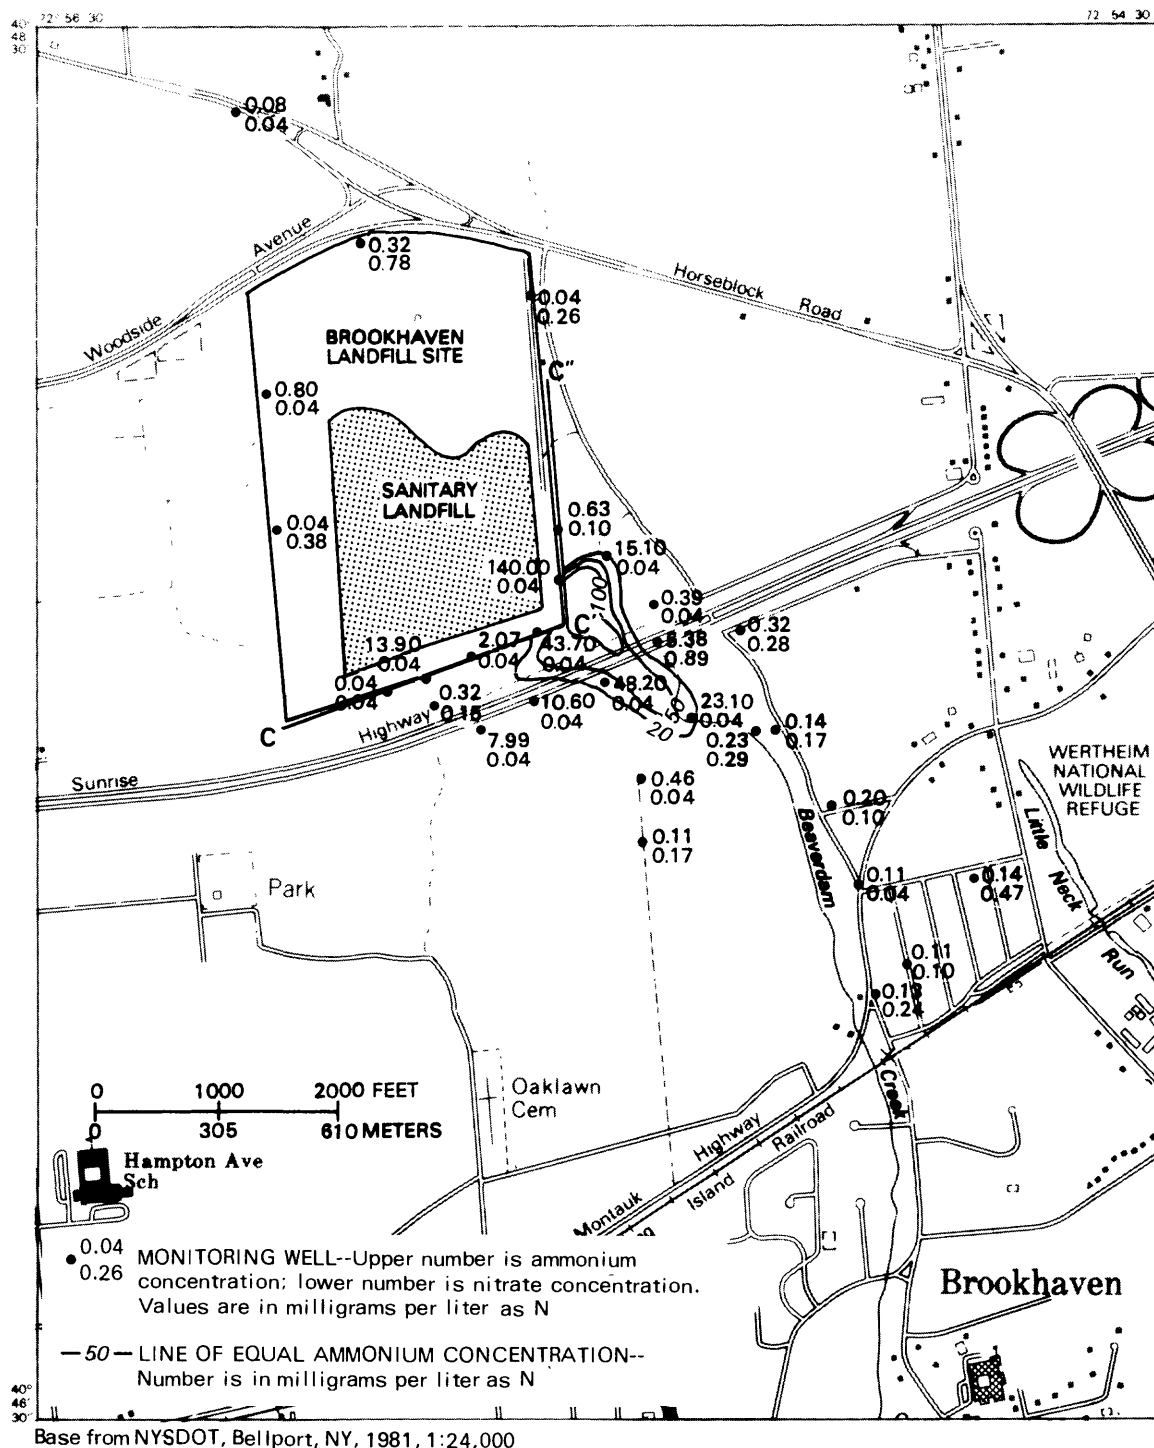 72° 56 30
72 54 30
40°
48
30'
0.08
0.04
Avenue
0.32
0.78
Horseblock Road
0.04
0.26
Woodside
BROOKHAVEN
LANDFILL SITE
C"
0.80
0.04
SANITARY
LANDFILL
0.04
0.38
0.63
0.10
15.10
0.04
140.00
0.04
100
0.39
0.04
C'
0.32
0.28
13.90
0.04
2.07
0.04
43.70
0.04
0.89
0.04
0.04
0.32
48.20
0.04
50
23.10
0.04
20
10.60
0.04
0.14
0.17
0.23
0.29
C
Highway
7.99
0.04
Sunrise
0.46
0.04
WERTHEIM
NATIONAL
WILDLIFE
REFUGE
0.20
0.10
Beaverdam
Little
Neck
Run
0.11
0.17
Park
0.11
0.04
0.14
0.47
0.11
0.10
0.24
Creek
0 1000 2000 FEET
0 305 610 METERS
Oaklawn
Cem
Highway
Railroad
Hampton Ave
Sch
Montauk
Island
0.04
0.26
MONITORING WELL--Upper number is ammonium
concentration; lower number is nitrate concentration.
Values are in milligrams per liter as N
Brookhaven
—50— LINE OF EQUAL AMMONIUM CONCENTRATION--
Number is in milligrams per liter as N
40°
46
30'
Base from NYSDOT, Bellport, NY, 1981, 1:24,000